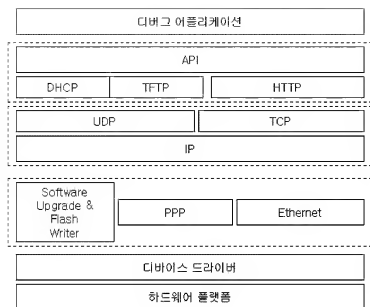 디버그 어플리케이션
API
DHCP TFTP HTTP
UDP TCP
IP
Software
Upgrade &
Flash
Writer
PPP Ethernet
디바이스 드라이버
하드웨어 플랫폼